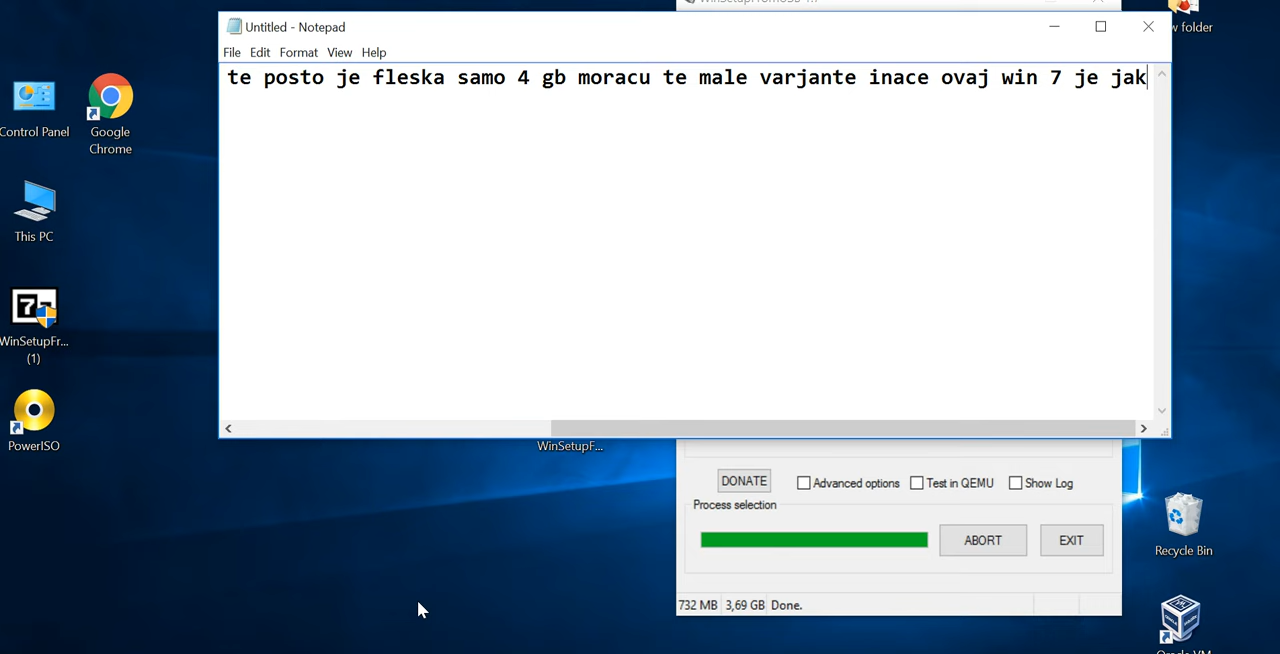 Untitled - Notepad
File Edit Format View Help
te posto je fleska samo 4 gb moracu te male varjante inace ovaj win 7 je jak
w folder
Control Panel
Google
Chrome
This PC
WinSetupFr...
(1)
PowerISO
WinSetupF...
DONATE
Advanced options
Test in QEMU
Show Log
Process selection
ABORT
EXIT
732 MB 3,69 GB Done.
Recycle Bin